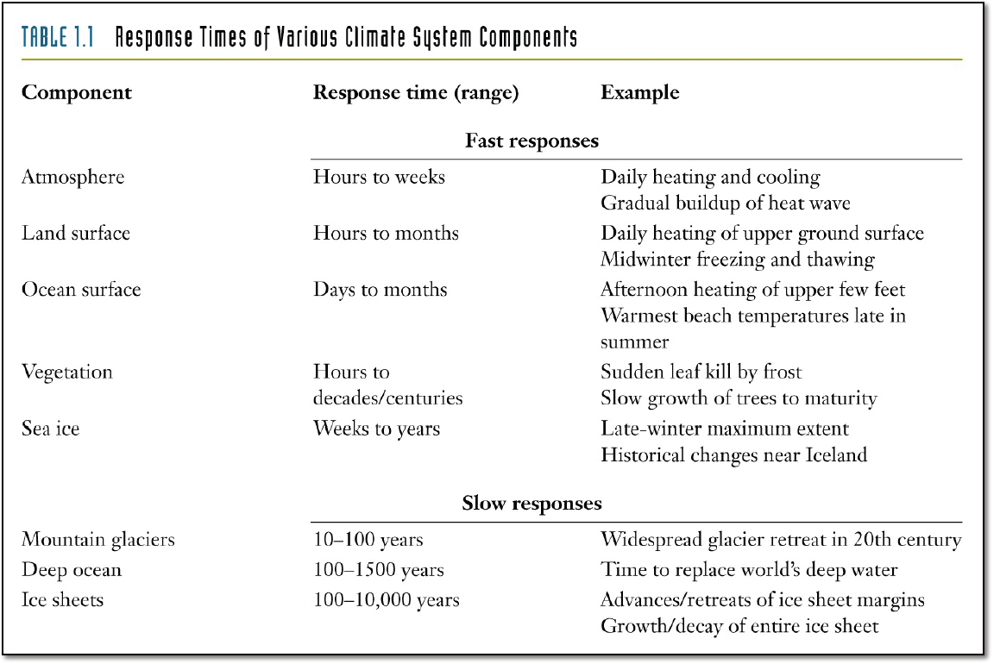 TABLE 1.1 Response Times of Various Climate System Components
Component Response time (range) Example
Fast responses
Atmosphere Hours to weeks Daily heating and cooling
Gradual buildup of heat wave
Land surface Hours to months Daily heating of upper ground surface
Midwinter freezing and thawing
Ocean surface Days to months Afternoon heating of upper few feet
Warmest beach temperatures late in
summer
Vegetation Hours to Sudden leaf kill by frost
decades/centuries Slow growth of trees to maturity
Sea ice Weeks to years Late-winter maximum extent
Historical changes near Iceland
Slow responses
Mountain glaciers 10–100 years Widespread glacier retreat in 20th century
Deep ocean 100–1500 years Time to replace world’s deep water
Ice sheets 100–10,000 years Advances/retreats of ice sheet margins
Growth/decay of entire ice sheet